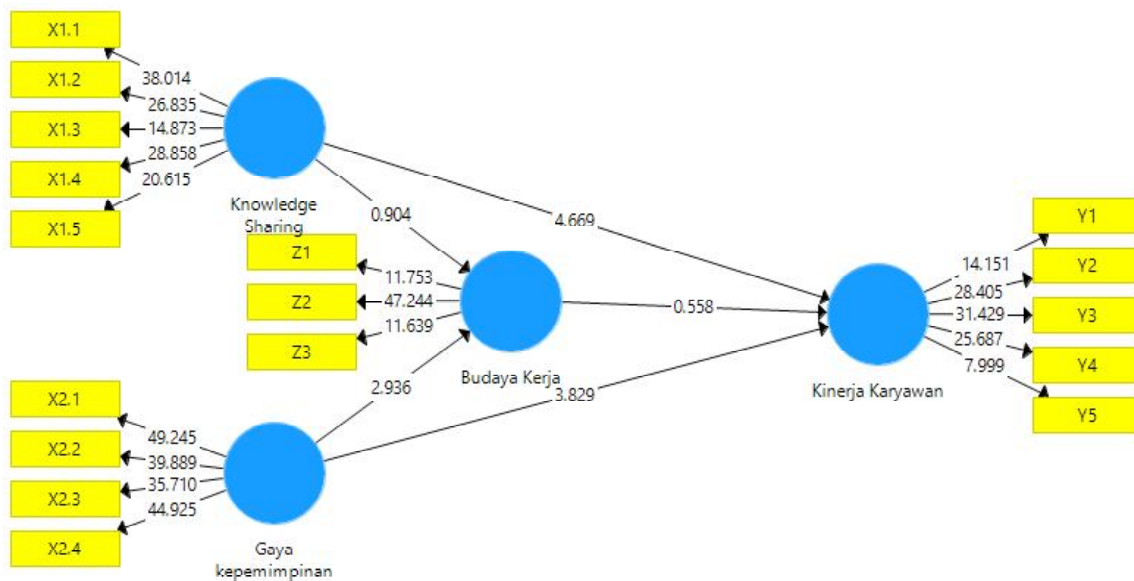 X1.1
X1.2
X1.3
X1.4
X1.5
38.014
26.835
14.873
28.858
20.615
Knowledge
Sharing
0.904
4.669
Z1
Z2
Z3
11.753
47.244
11.639
Budaya Kerja
0.558
2.936
3.829
X2.1
X2.2
X2.3
X2.4
49.245
39.889
35.710
44.925
Gaya
kepemimpinan
Kinerja Karyawan
14.151
28.405
31.429
25.687
7.999
Y1
Y2
Y3
Y4
Y5